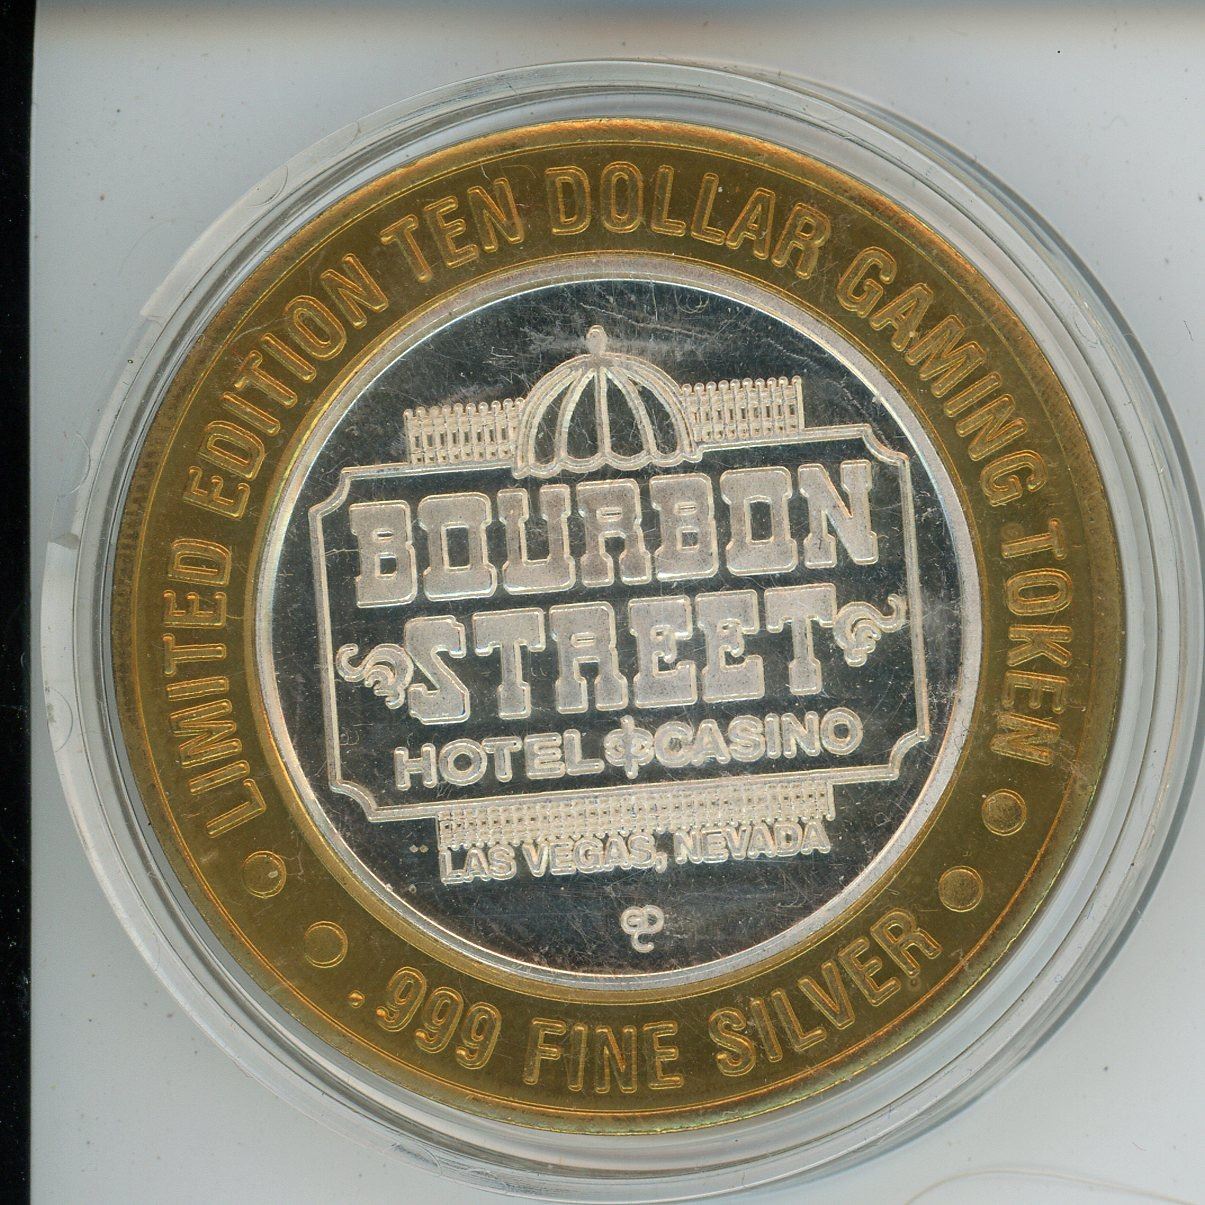 LIMITED EDITION TEN DOLLAR GAMING TOKEN
BOURBON
STREET
HOTEL & CASINO
LAS VEGAS, NEVADA
.999 FINE SILVER